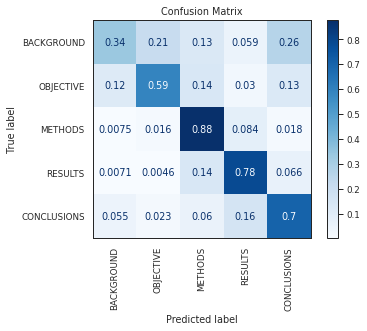 Confusion Matrix
BACKGROUND 0.34 0.21 0.13 0.059 0.26
OBJECTIVE 0.12 0.59 0.14 0.03 0.13
METHODS 0.0075 0.016 0.88 0.084 0.018
RESULTS 0.0071 0.0046 0.14 0.78 0.066
CONCLUSIONS 0.055 0.023 0.06 0.16 0.7
BACKGROUND OBJECTIVE METHODS RESULTS CONCLUSIONS
Predicted label
True label
0.8
0.7
0.6
0.5
0.4
0.3
0.2
0.1